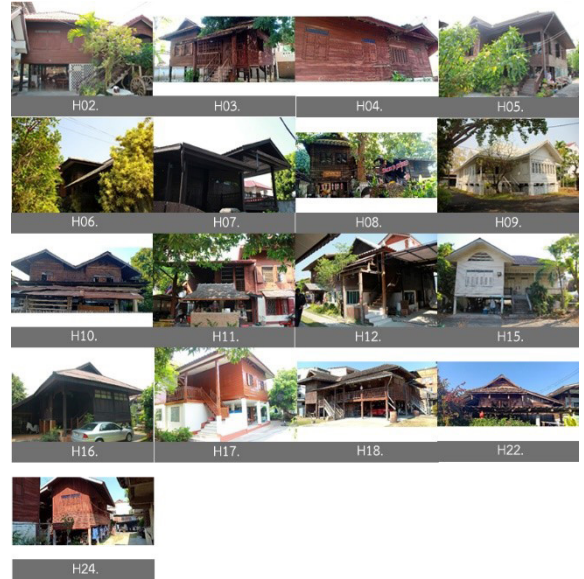 H02.
H03.
H04.
H05.
H06.
H07.
H08.
H09.
H10.
H11.
H12.
H15.
H16.
H17.
H18.
H22.
H24.